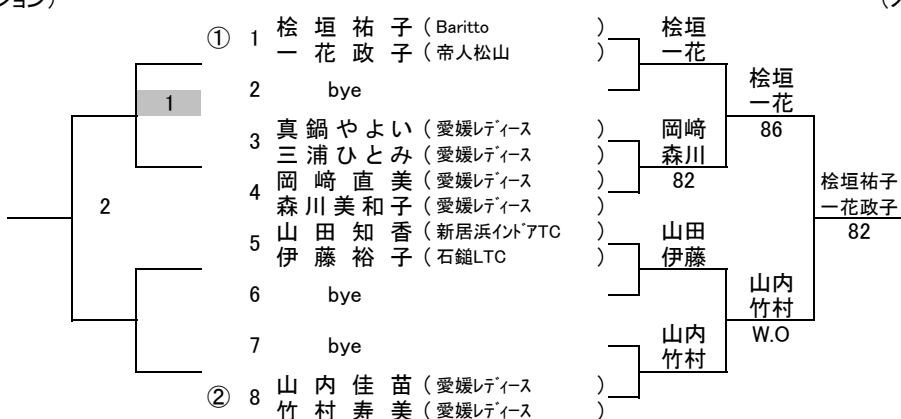 ション)
(フ
① 1 桧 垣 祐 子 ( Baritto )
一 花 政 子 ( 帝人松山 )
2 bye
3 真 鍋 や よ い ( 愛媛レディース )
三 浦 ひ と み ( 愛媛レディース )
4 岡 﨑 直 美 ( 愛媛レディース )
森 川 美 和 子 ( 愛媛レディース )
5 山 田 知 香 ( 新居浜インドアTC )
伊 藤 裕 子 ( 石鎚LTC )
6 bye
7 bye
② 8 山 内 佳 苗 ( 愛媛レディース )
竹 村 寿 美 ( 愛媛レディース )
1
2
桧垣
一花
岡﨑
森川
82
山田
伊藤
山内
竹村
桧垣
一花
86
山内
竹村
W.O
桧垣祐子
一花政子
82